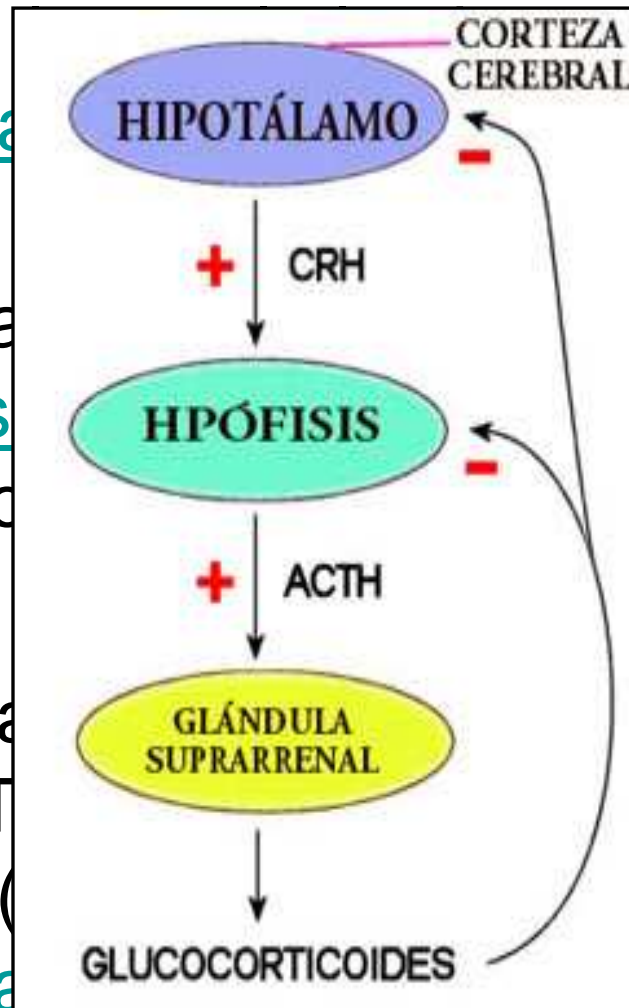 CORTEZA
CEREBRAL
HIPOTÁLAMO
-
+ CRH
HPÓFISIS
-
+ ACTH
GLÁNDULA
SUPRARRENAL
GLUCOCORTICOIDES